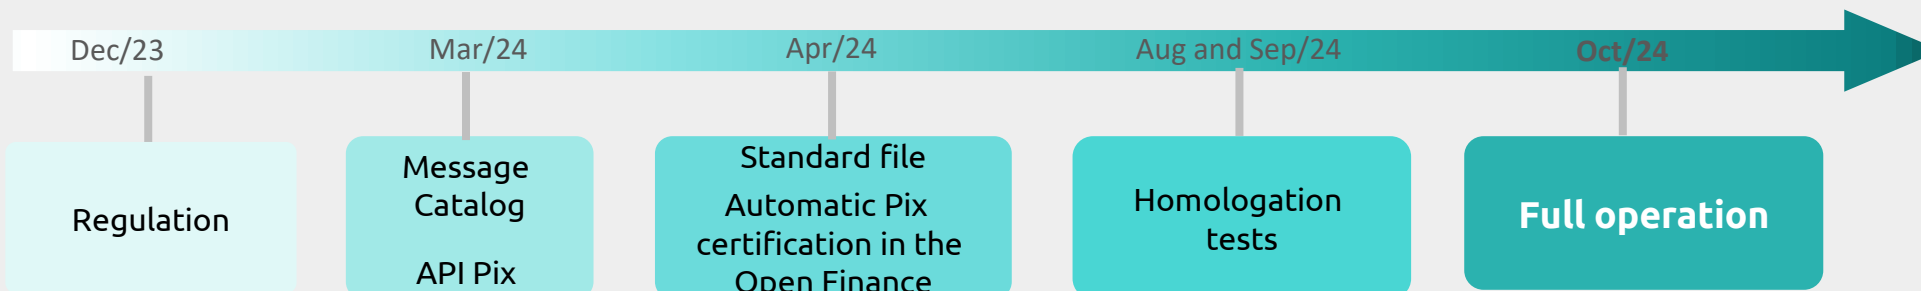 Dec/23
Mar/24
Apr/24
Aug and Sep/24
Oct/24
Regulation
Message
Catalog
API Pix
Standard file
Automatic Pix
certification in the
Open Finance
Homologation
tests
Full operation